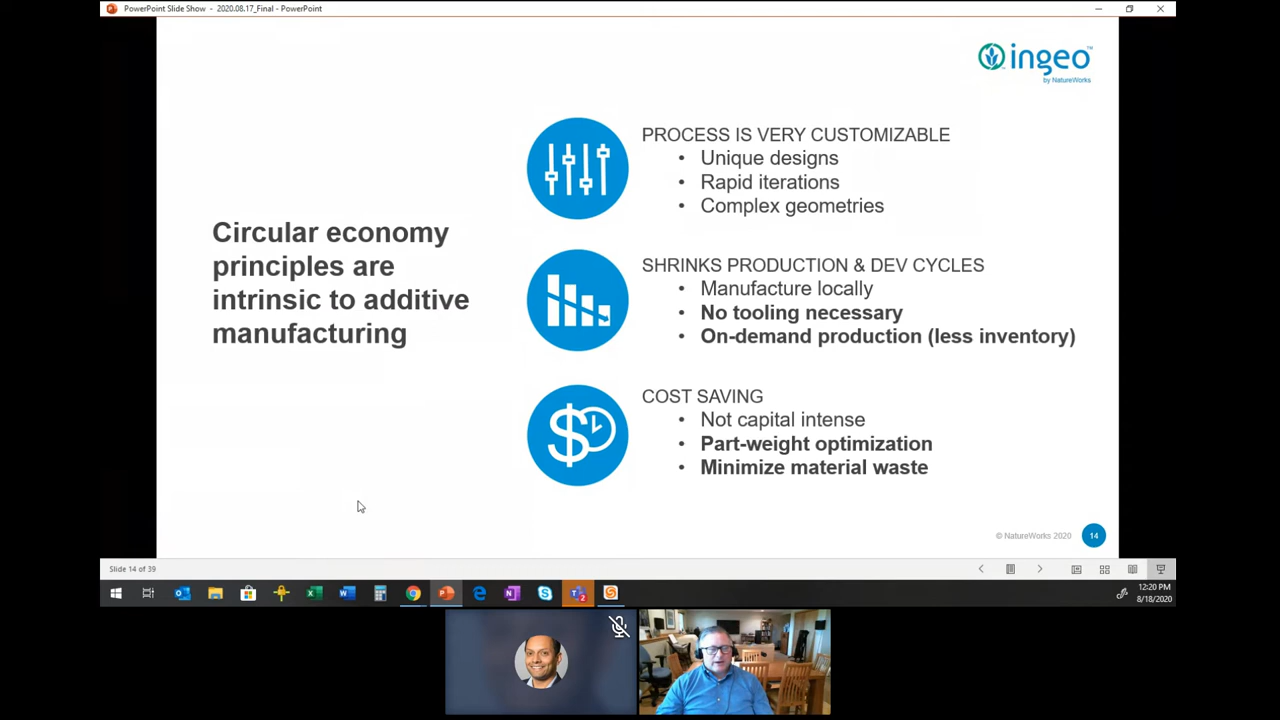 PowerPoint Slide Show - 2020.08.17_Final - PowerPoint
ingeo™
by NatureWorks
Circular economy
principles are
intrinsic to additive
manufacturing
PROCESS IS VERY CUSTOMIZABLE
• Unique designs
• Rapid iterations
• Complex geometries
SHRINKS PRODUCTION & DEV CYCLES
• Manufacture locally
• No tooling necessary
• On-demand production (less inventory)
COST SAVING
• Not capital intense
• Part-weight optimization
• Minimize material waste
© NatureWorks 2020
14
Slide 14 of 39
12:20 PM
8/18/2020